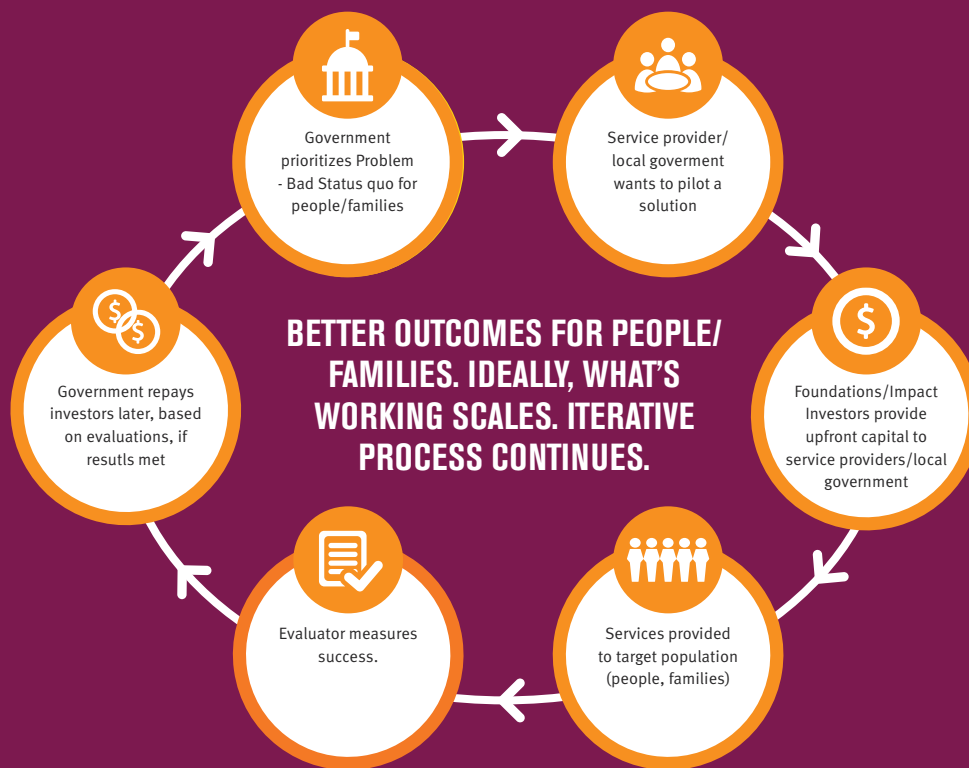 Government
prioritizes Problem
- Bad Status quo for
people/families
Service provider/
local goverment
wants to pilot a
solution
$
Foundations/Impact
Investors provide
upfront capital to
service providers/local
government
Services provided
to target population
(people, families)
Evaluator measures
success.
$
$
Government repays
investors later, based
on evaluations, if
resutls met
BETTER OUTCOMES FOR PEOPLE/
FAMILIES. IDEALLY, WHAT'S
WORKING SCALES. ITERATIVE
PROCESS CONTINUES.